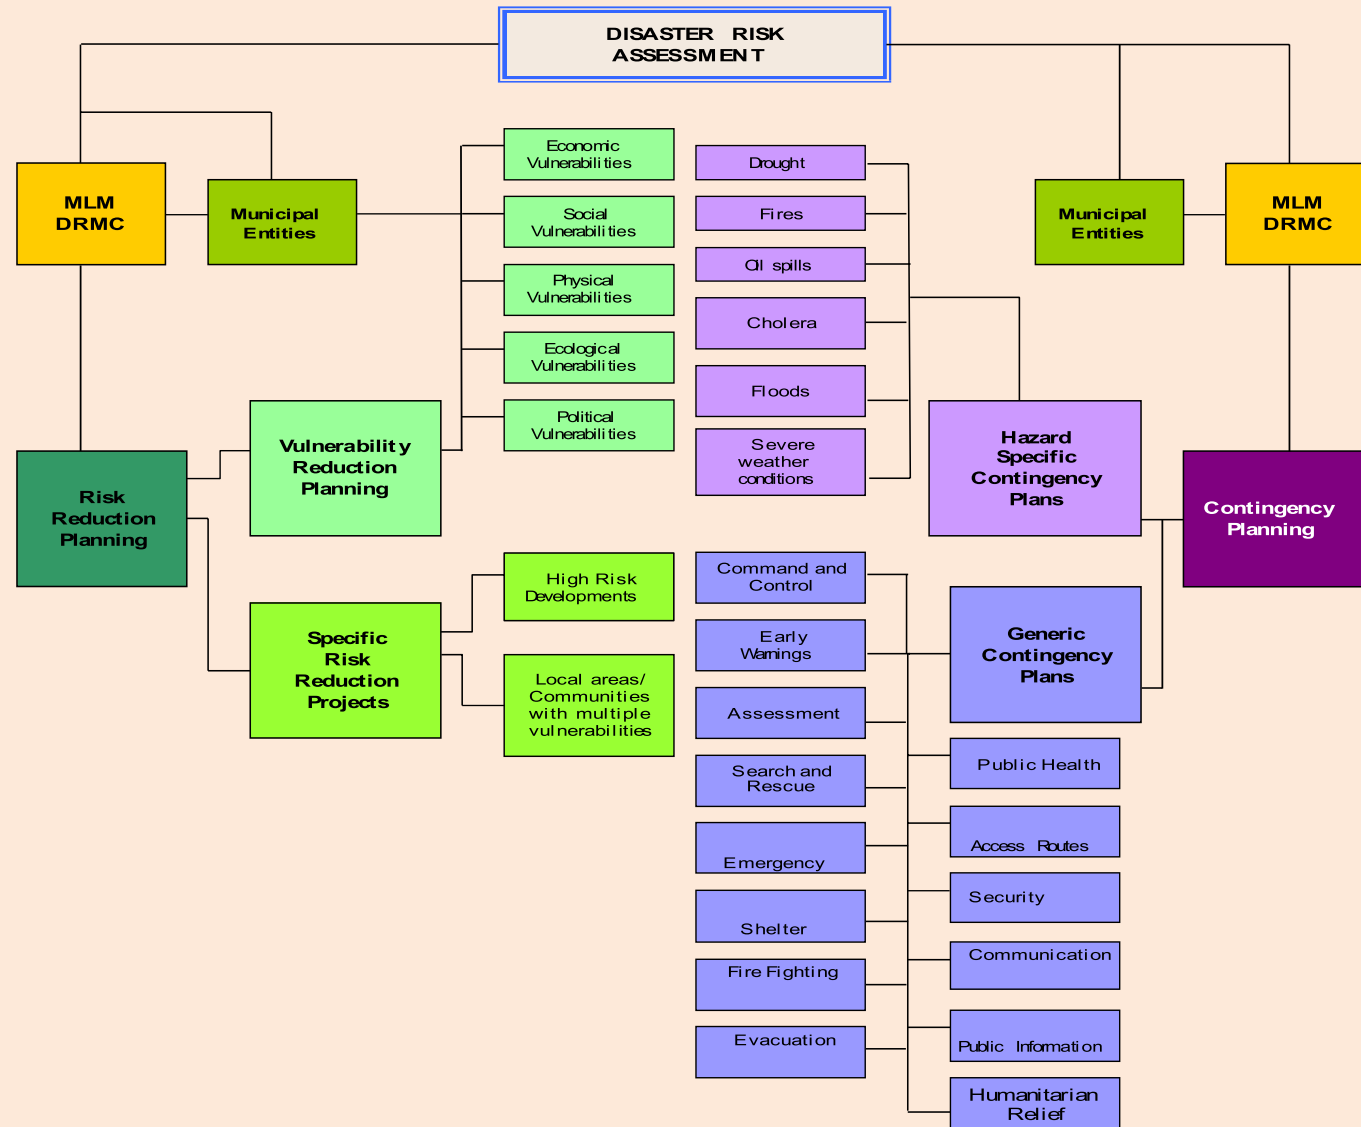 DISASTER RISK
ASSESSMENT
MLM
DRMC
Municipal
Entities
Economic
Vulnerabilities
Social
Vulnerabilities
Physical
Vulnerabilities
Ecological
Vulnerabilities
Political
Vulnerabilities
Drought
Fires
Oil spills
Cholera
Floods
Severe
weather
conditions
Municipal
Entities
MLM
DRMC
Risk
Reduction
Planning
Vulnerability
Reduction
Planning
Hazard
Specific
Contingency
Plans
Contingency
Planning
Specific
Risk
Reduction
Projects
High Risk
Developments
Local areas/
Communities
with multiple
vulnerabilities
Command and
Control
Early
Warnings
Assessment
Search and
Rescue
Emergency
Shelter
Fire Fighting
Evacuation
Generic
Contingency
Plans
Public Health
Access Routes
Security
Communication
Public Information
Humanitarian
Relief